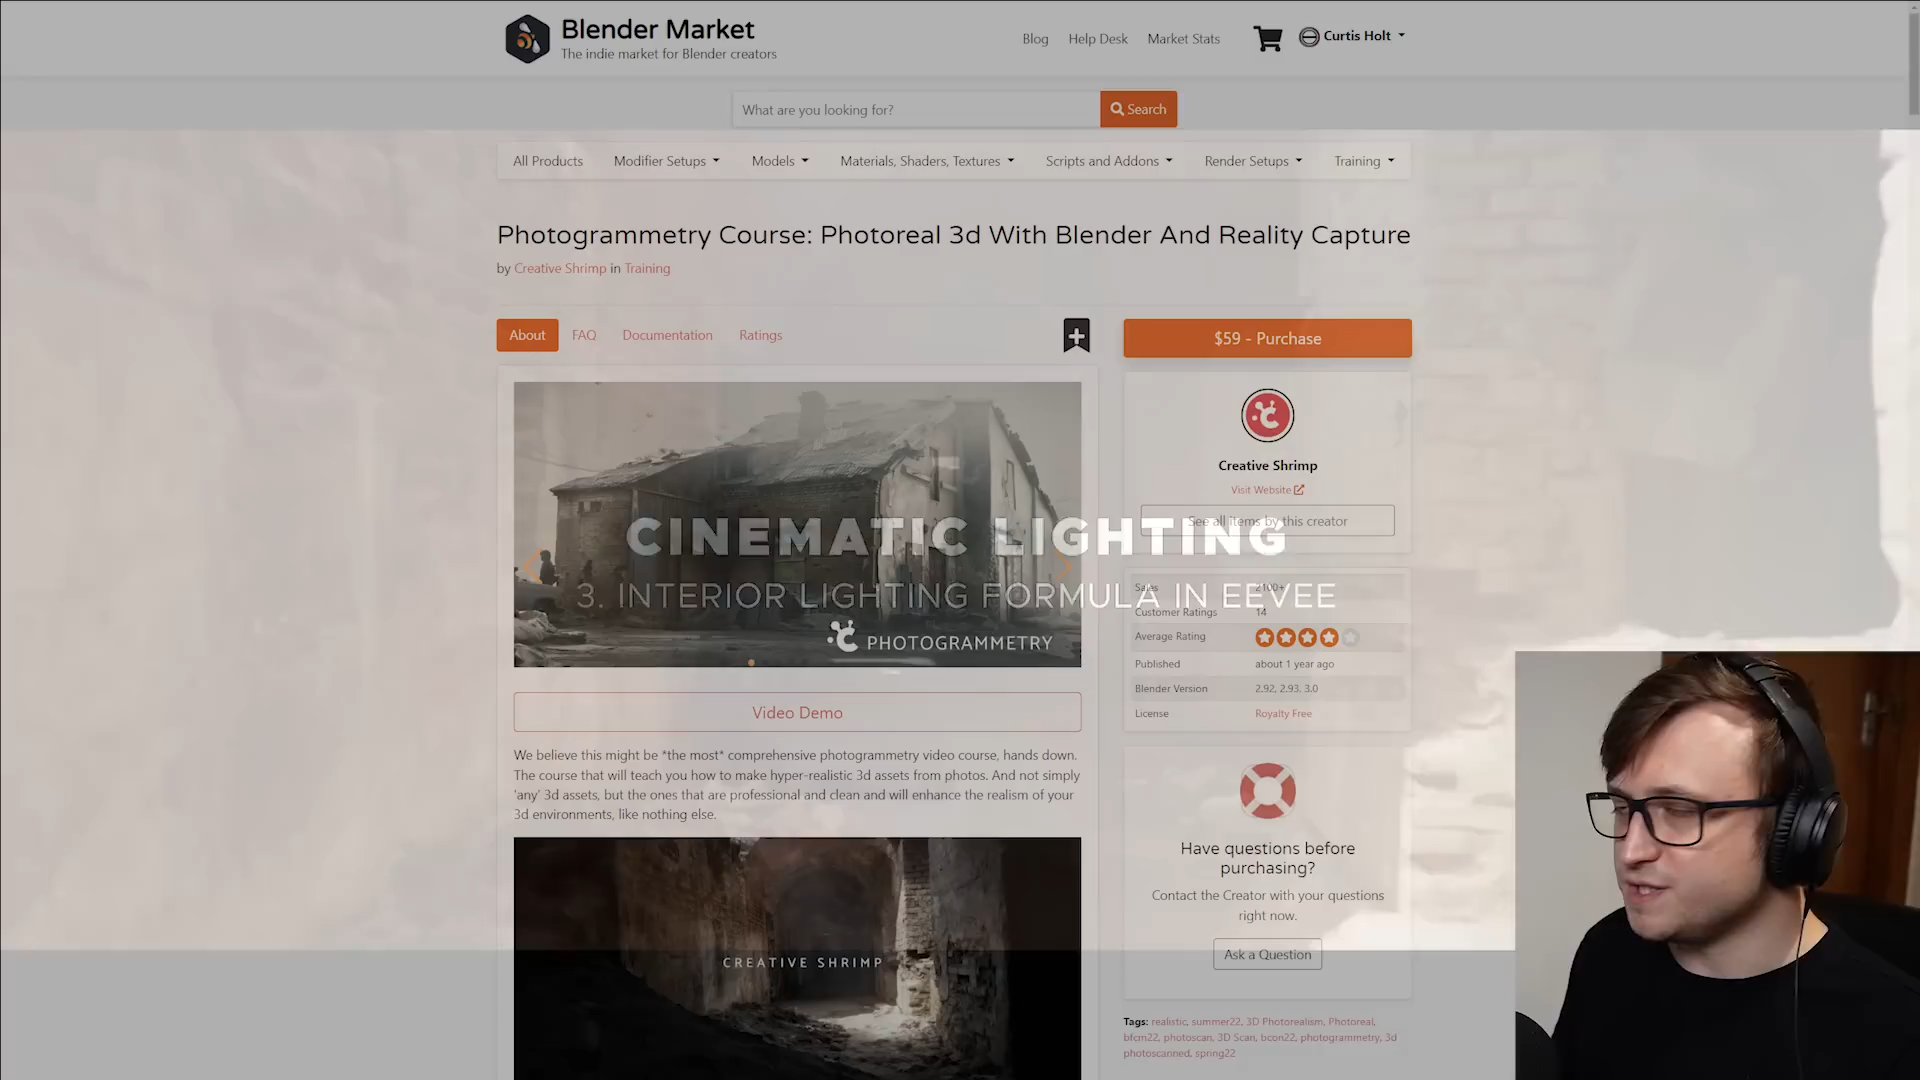 Blender Market
The indie market for Blender creators
Blog
Help Desk
Market Stats
Curtis Holt
What are you looking for?
Search
All Products
Modifier Setups
Models
Materials, Shaders, Textures
Scripts and Addons
Render Setups
Training
Photogrammetry Course: Photoreal 3d With Blender And Reality Capture
by Creative Shrimp in Training
About
FAQ
Documentation
Ratings
$59 - Purchase
PHOTOGRAMMETRY
CINEMATIC LIGHTING
3. INTERIOR LIGHTING FORMULA IN EEVEE
Video Demo
We believe this might be *the most* comprehensive photogrammetry video course, hands down.
The course that will teach you how to make hyper-realistic 3d assets from photos. And not simply
'any' 3d assets, but the ones that are professional and clean and will enhance the realism of your
3d environments, like nothing else.
CREATIVE SHRIMP
Creative Shrimp
Visit Website
See all items by this creator
Sales 2100+
Customer Ratings 14
Average Rating
Published about 1 year ago
Blender Version 2.92, 2.93, 3.0
License Royalty Free
Have questions before
purchasing?
Contact the Creator with your questions
right now.
Ask a Question
Tags: realistic, summer22, 3D Photorealism, Photoreal,
bfcm22, photoscan, 3D Scan, bcon22, photogrammetry, 3d
photoscanned, spring22